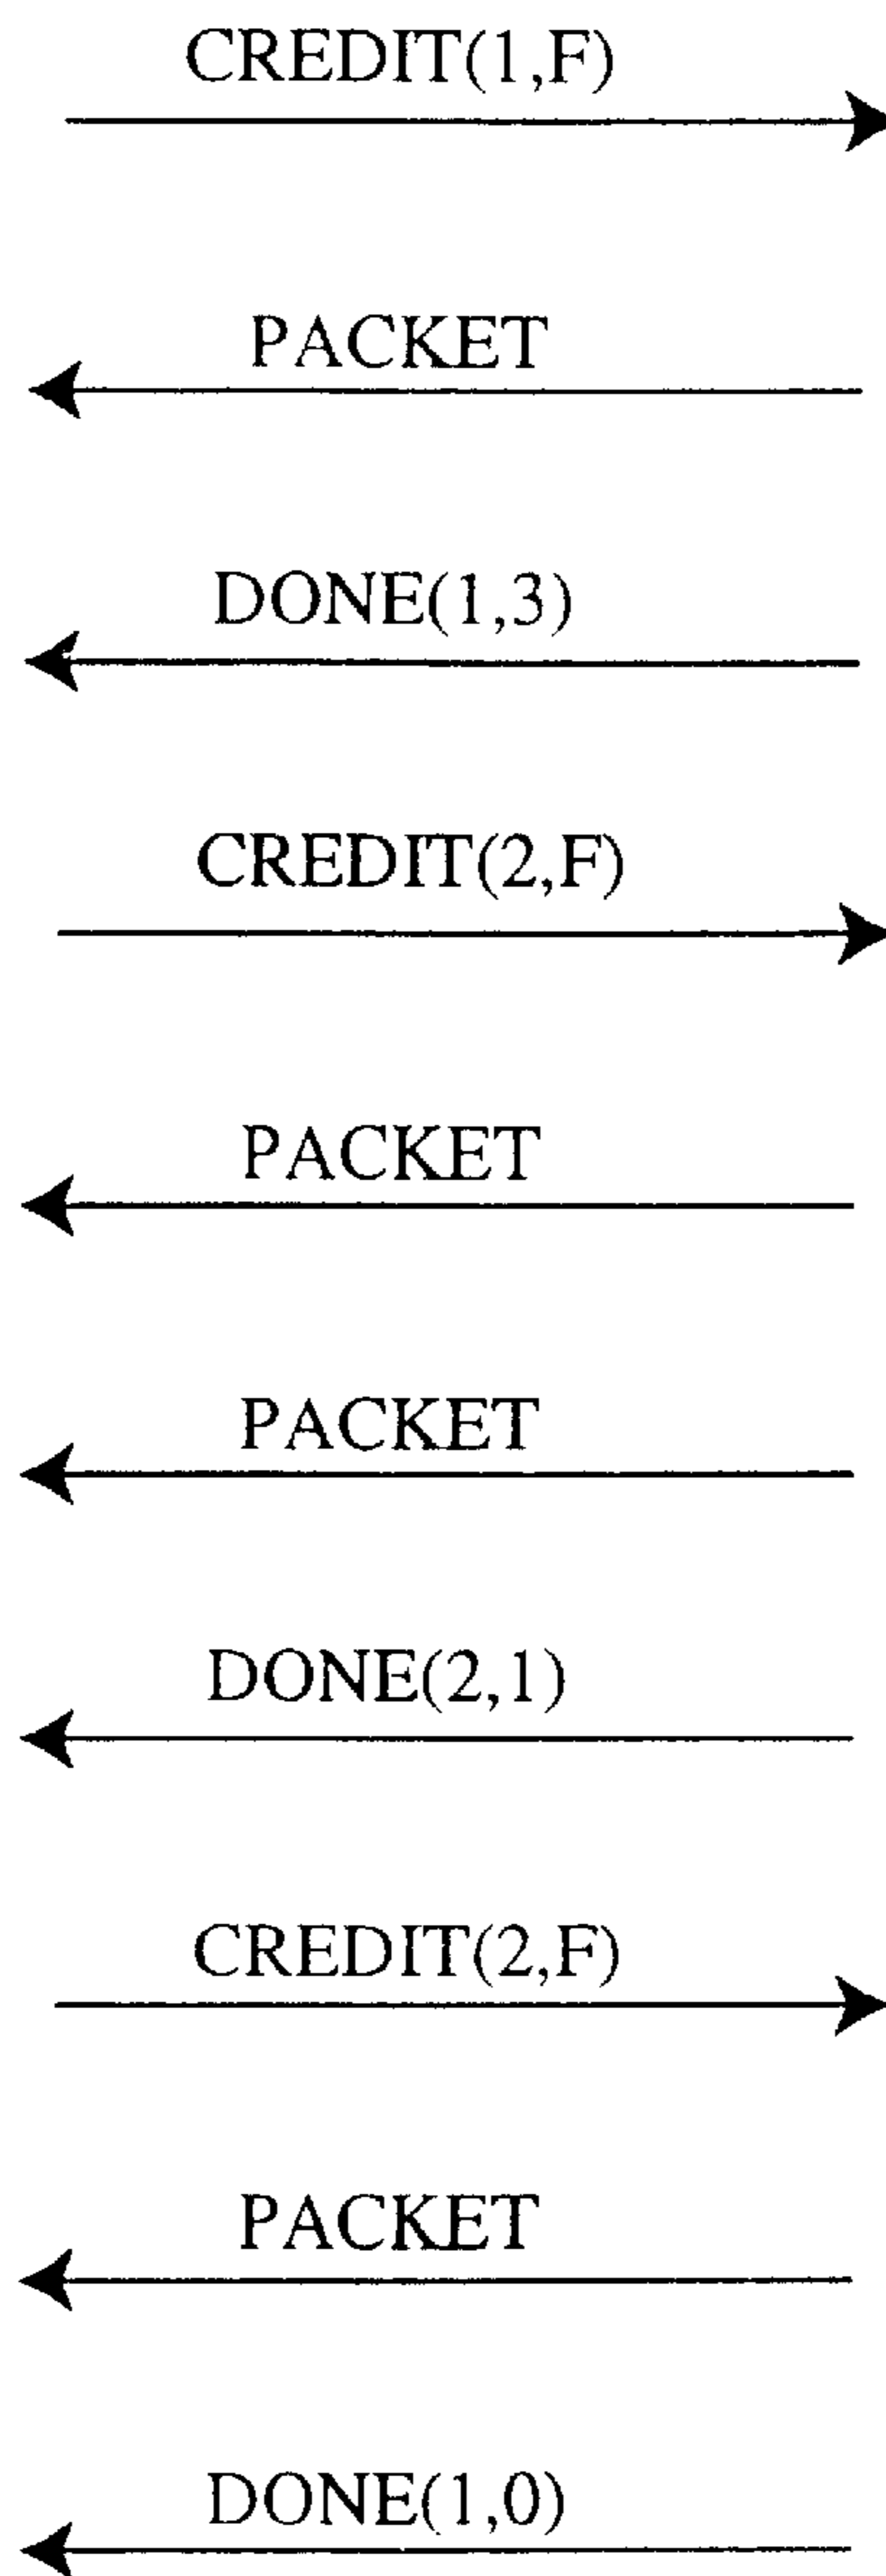 CREDIT(1,F)
PACKET
DONE(1,3)
CREDIT(2,F)
PACKET
PACKET
DONE(2,1)
CREDIT(2,F)
PACKET
DONE(1,0)